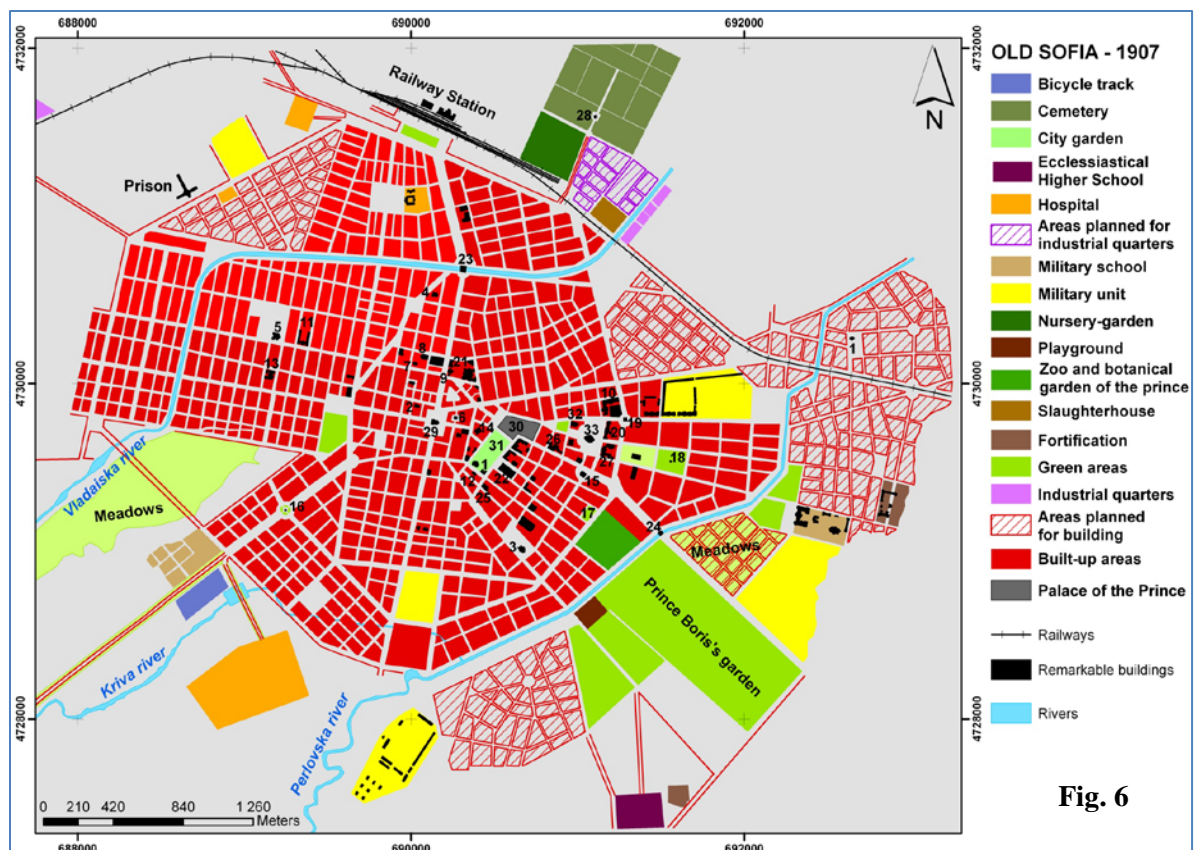 688000
690000
692000
4732000
4732000
OLD SOFIA - 1907
Bicycle track
Cemetery
City garden
Ecclessiastical
Higher School
Hospital
Areas planned for
industrial quarters
Military school
Military unit
Nursery-garden
Playground
Zoo and botanical
garden of the prince
Slaughterhouse
Fortification
Green areas
Industrial quarters
Areas planned
for building
Built-up areas
Palace of the Prince
Railways
Remarkable buildings
Rivers
N
Railway Station
28
Prison
23
4
5
11
1
8
21
13
7
9
4730000
4730000
2
6
10
29
14
30
32
19
33
20
31
26
27
18
1
12
22
15
25
Vladaiska river
Meadows
16
17
24
3
Meadows
Prince Boris's garden
Kriva river
Perlovska river
4728000
4728000
0 210 420 840 1 260
Meters
Fig. 6
688000
690000
692000